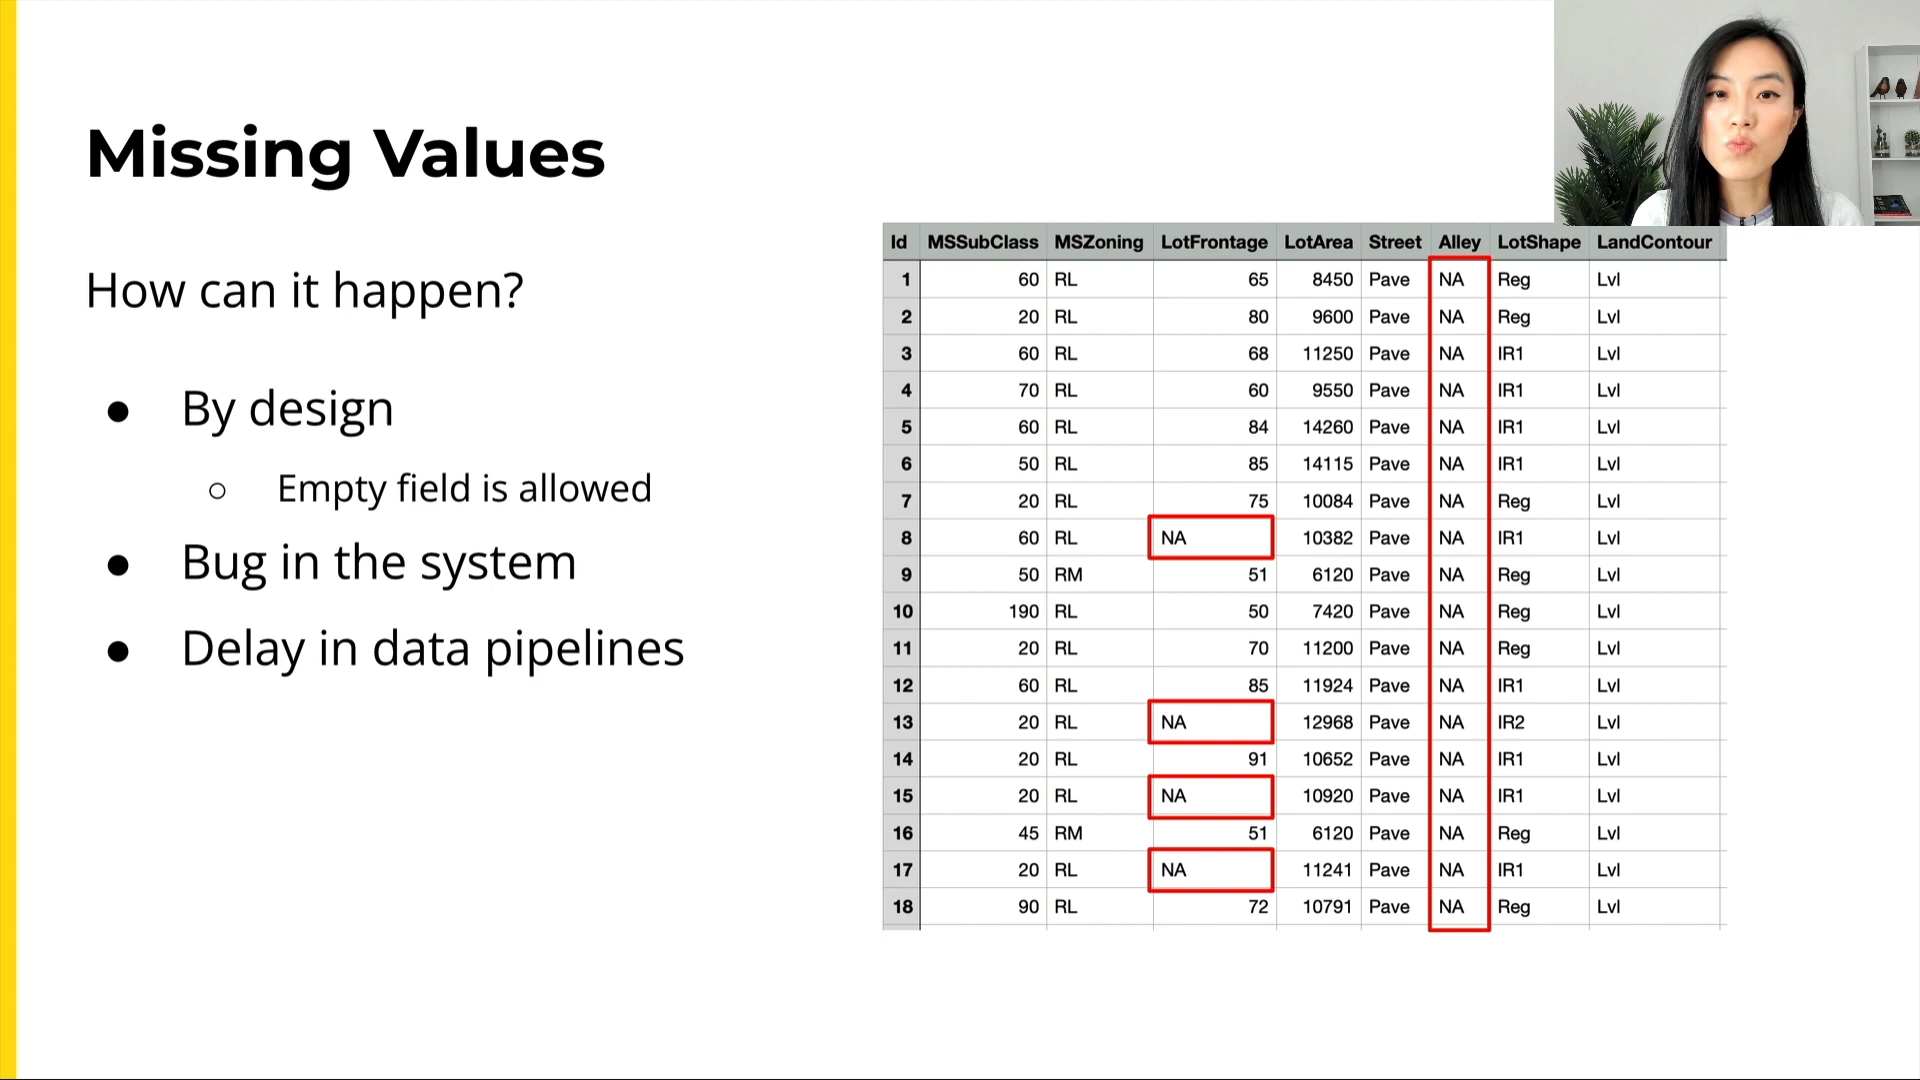 Missing Values
How can it happen?
● By design
○ Empty field is allowed
● Bug in the system
● Delay in data pipelines
Id MSSubClass MSZoning LotFrontage LotArea Street Alley LotShape LandContour
1 60 RL 65 8450 Pave NA Reg Lvl
2 20 RL 80 9600 Pave NA Reg Lvl
3 60 RL 68 11250 Pave NA IR1 Lvl
4 70 RL 60 9550 Pave NA IR1 Lvl
5 60 RL 84 14260 Pave NA IR1 Lvl
6 50 RL 85 14115 Pave NA IR1 Lvl
7 20 RL 75 10084 Pave NA Reg Lvl
8 60 RL NA 10382 Pave NA IR1 Lvl
9 50 RM 51 6120 Pave NA Reg Lvl
10 190 RL 50 7420 Pave NA Reg Lvl
11 20 RL 70 11200 Pave NA Reg Lvl
12 60 RL 85 11924 Pave NA IR1 Lvl
13 20 RL NA 12968 Pave NA IR2 Lvl
14 20 RL 91 10652 Pave NA IR1 Lvl
15 20 RL NA 10920 Pave NA IR1 Lvl
16 45 RM 51 6120 Pave NA Reg Lvl
17 20 RL NA 11241 Pave NA IR1 Lvl
18 90 RL 72 10791 Pave NA Reg Lvl